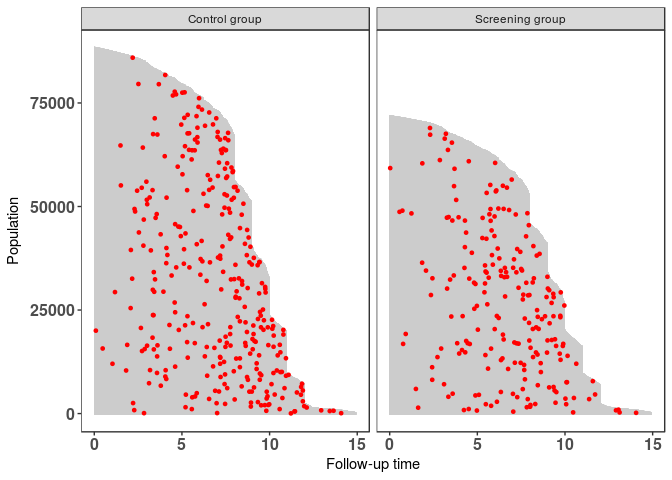 Control group
Screening group
Population
75000
50000
25000
0
0 5 10 15
0 5 10 15
Follow-up time